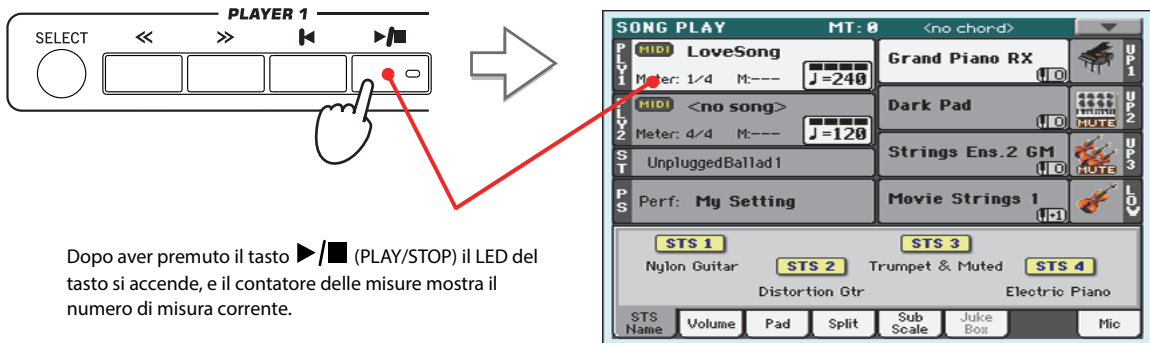 PLAYER 1
SELECT
SONG PLAY MT: 0 <no chord>
PLY1
MIDI LoveSong
Meter: 1/4 M:--- ♩=240
Grand Piano RX
0
UP1
PLY2
MIDI <no song>
Meter: 4/4 M:--- ♩=120
Dark Pad
0
MUTE
UP2
ST
UnpluggedBallad1
Strings Ens.2 GM
0
MUTE
UP3
PS
Perf: My Setting
Movie Strings 1
+1
LOW
STS 1 STS 3
Nylon Guitar STS 2 Trumpet & Muted STS 4
Distortion Gtr Electric Piano
STS Name Volume Pad Split Sub Scale Juke Box Mic
Dopo aver premuto il tasto ►/■ (PLAY/STOP) il LED del
tasto si accende, e il contatore delle misure mostra il
numero di misura corrente.